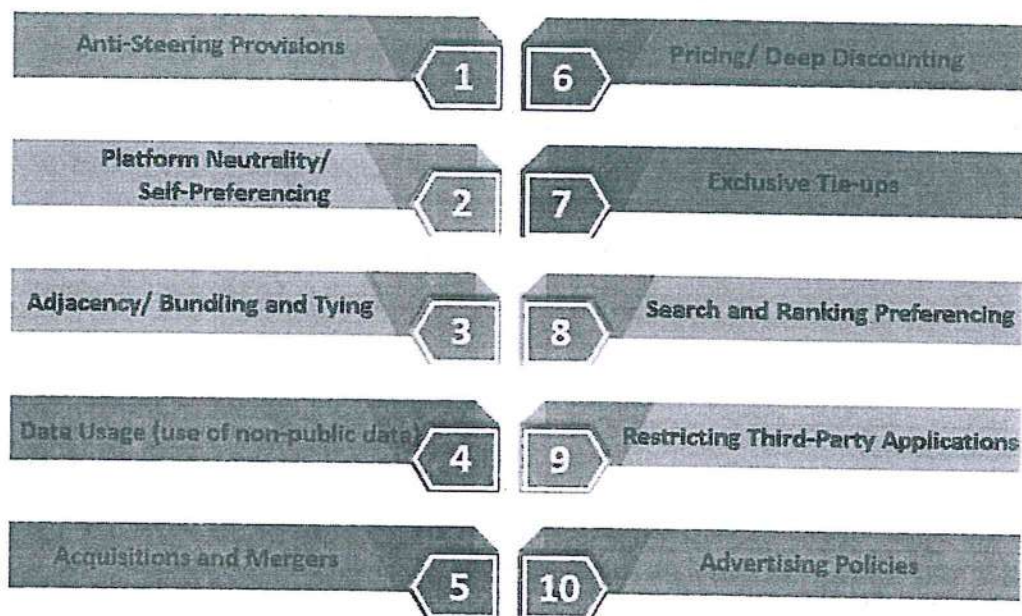 Anti-Steering Provisions
1
Platform Neutrality/
Self-Preferencing
2
Adjacency/ Bundling and Tying
3
Data Usage (use of non-public data)
4
Acquisitions and Mergers
5
6
Pricing/ Deep Discounting
7
Exclusive Tie-ups
8
Search and Ranking Preferencing
9
Restricting Third-Party Applications
10
Advertising Policies